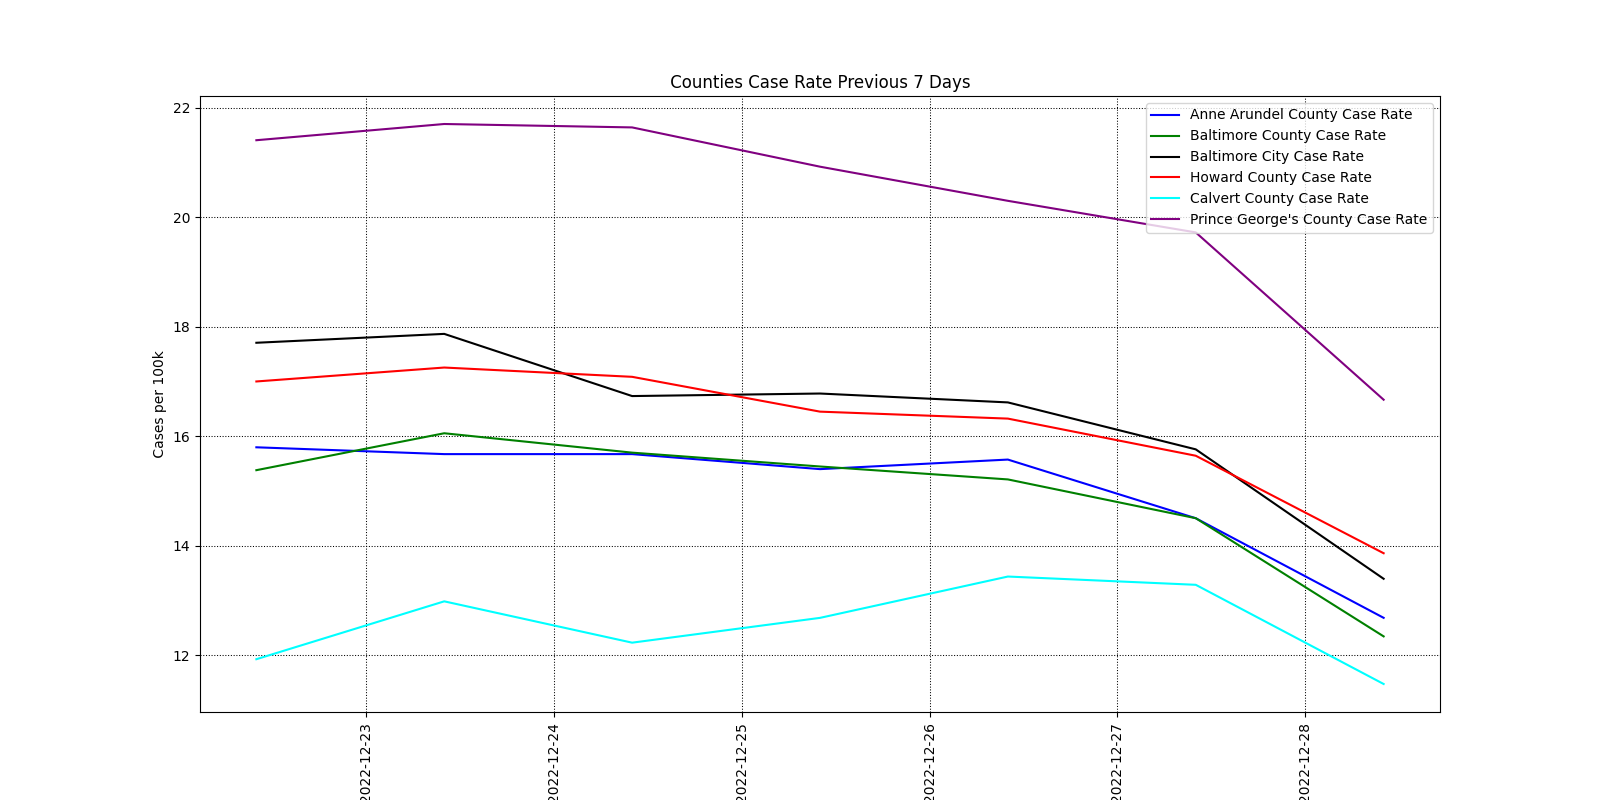 Counties Case Rate Previous 7 Days
22
20
18
16
14
12
Cases per 100k
Anne Arundel County Case Rate
Baltimore County Case Rate
Baltimore City Case Rate
Howard County Case Rate
Calvert County Case Rate
Prince George's County Case Rate
2022-12-23
2022-12-24
2022-12-25
2022-12-26
2022-12-27
2022-12-28